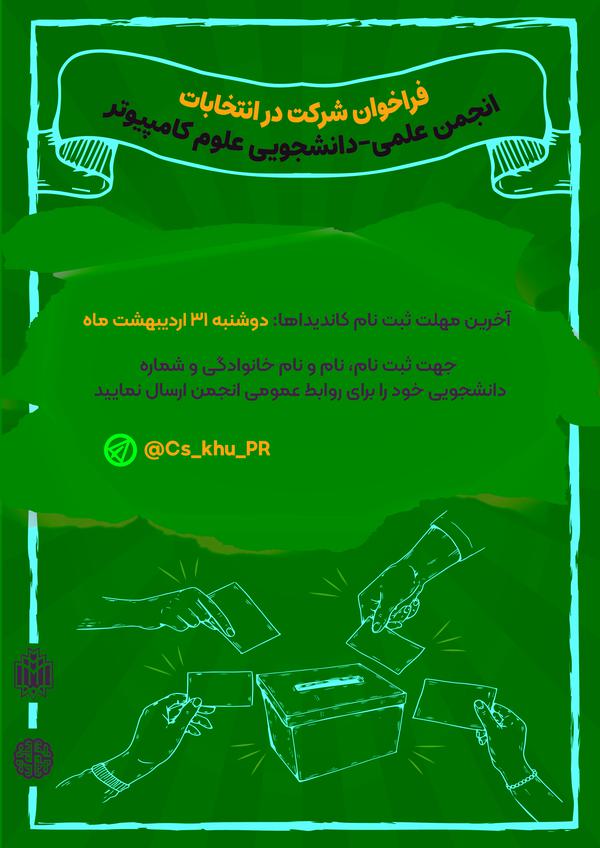 فراخوان شرکت در انتخابات
انجمن علمی-دانشجویی علوم کامپیوتر
آخرین مهلت ثبت نام کاندیداها: دوشنبه ۳۱ اردیبهشت ماه
جهت ثبت نام، نام و نام خانوادگی و شماره
دانشجویی خود را برای روابط عمومی انجمن ارسال نمایید
@Cs_khu_PR